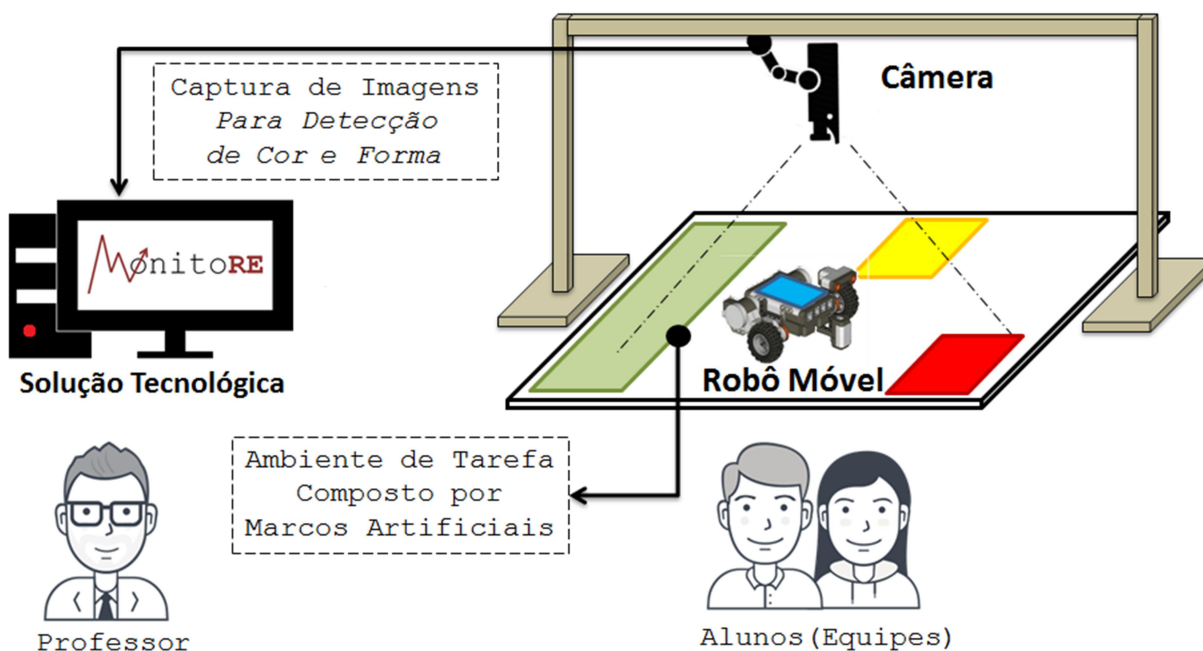 Captura de Imagens
Para Detecção
de Cor e Forma
Câmera
MonitoRE
Solução Tecnológica
Robô Móvel
Ambiente de Tarefa
Composto por
Marcos Artificiais
Professor
Alunos(Equipes)